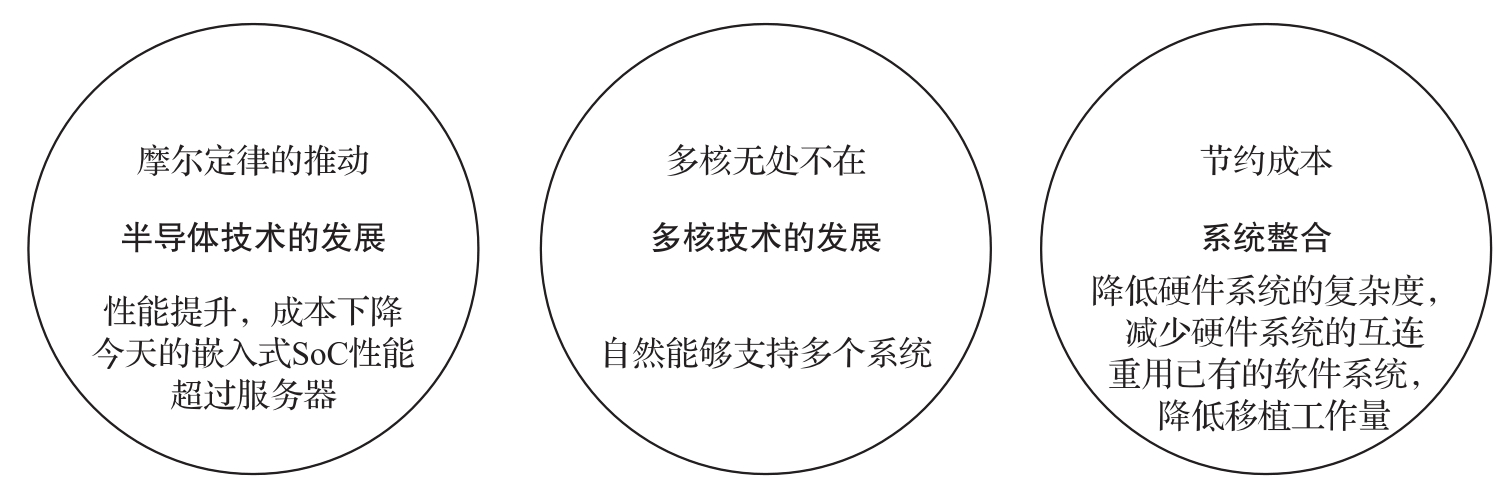 摩尔定律的推动
半导体技术的发展
性能提升，成本下降
今天的嵌入式SoC性能
超过服务器
多核无处不在
多核技术的发展
自然能够支持多个系统
节约成本
系统整合
降低硬件系统的复杂度，
减少硬件系统的互连
重用已有的软件系统，
降低移植工作量